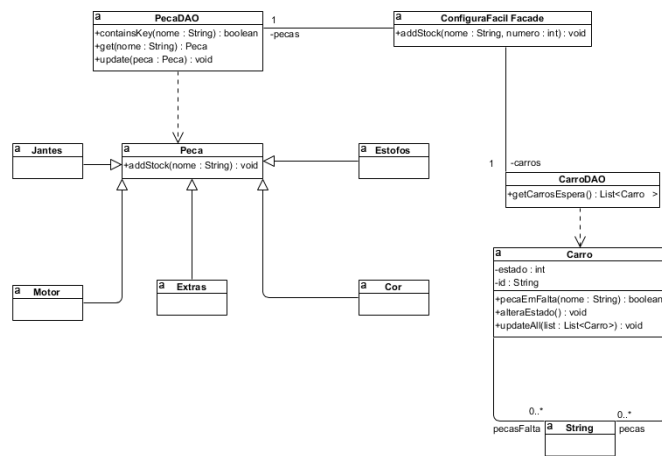 a PecaDAO
+containsKey(nome : String) : boolean
+get(nome : String) : Peca
+update(peca : Peca) : void
1
-pecas
a ConfiguraFacil Facade
+addStock(nome : String, numero : int) : void
a Jantes
a Peca
+addStock(nome : String) : void
a Estofos
1
-carros
CarroDAO
+getCarrosEspera() : List<Carro >
a Motor
a Extras
a Cor
a Carro
-estado : int
-id : String
+pecaEmFalta(nome : String) : boolean
+alteraEstado() : void
+updateAll(list : List<Carro>) : void
0..*
0..*
pecasFalta
a String
pecas